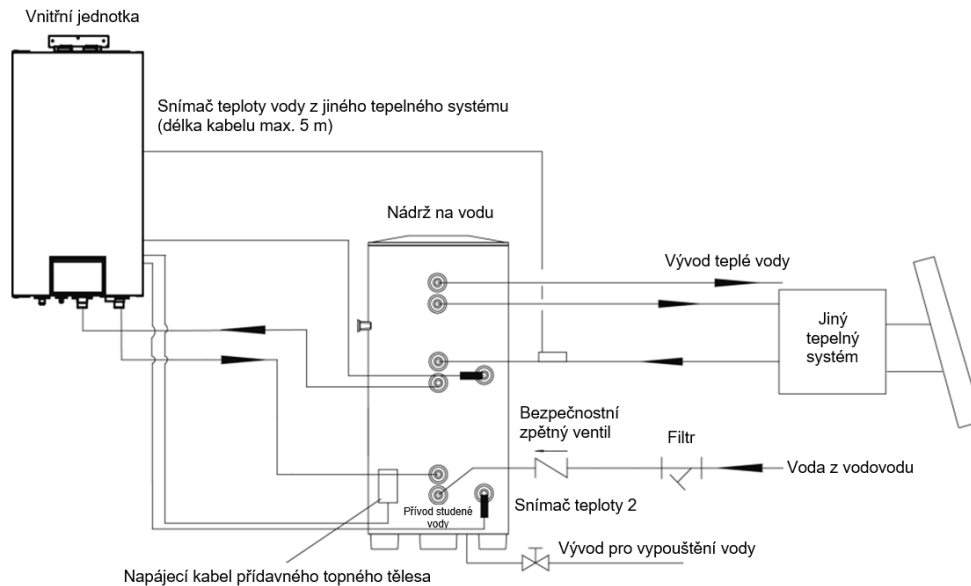 Vnitřní jednotka
Snímač teploty vody z jiného tepelného systému
(délka kabelu max. 5 m)
Nádrž na vodu
Vývod teplé vody
Jiný
tepelný
systém
Bezpečnostní
zpětný ventil
Filtr
Voda z vodovodu
Přívod studené
vody
Snímač teploty 2
Vývod pro vypouštění vody
Napájecí kabel přídavného topného tělesa